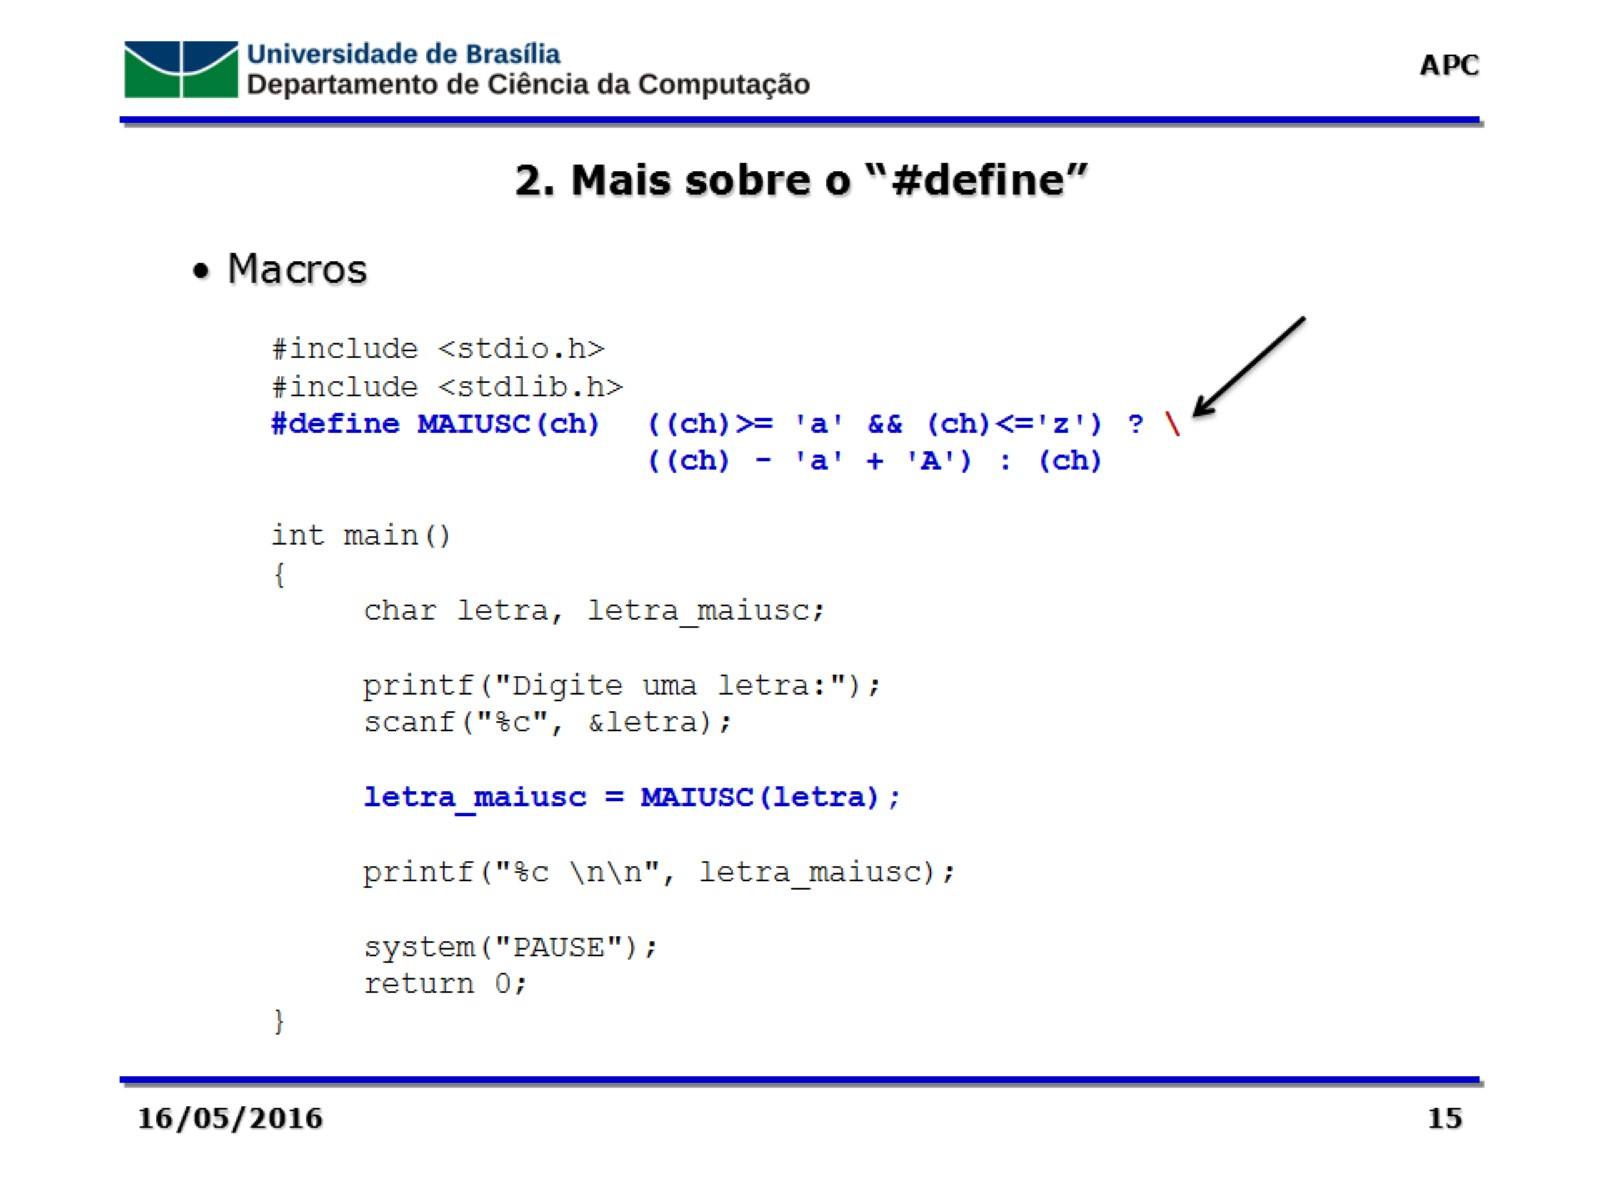 Universidade de Brasília
Departamento de Ciência da Computação
APC
2. Mais sobre o “#define”
• Macros
#include <stdio.h>
#include <stdlib.h>
#define MAIUSC(ch)  ((ch)>= 'a' && (ch)<='z') ? \
((ch) - 'a' + 'A') : (ch)
int main()
{
char letra, letra_maiusc;
printf("Digite uma letra:");
scanf("%c", &letra);
letra_maiusc = MAIUSC(letra);
printf("%c \n\n", letra_maiusc);
system("PAUSE");
return 0;
}
16/05/2016
15